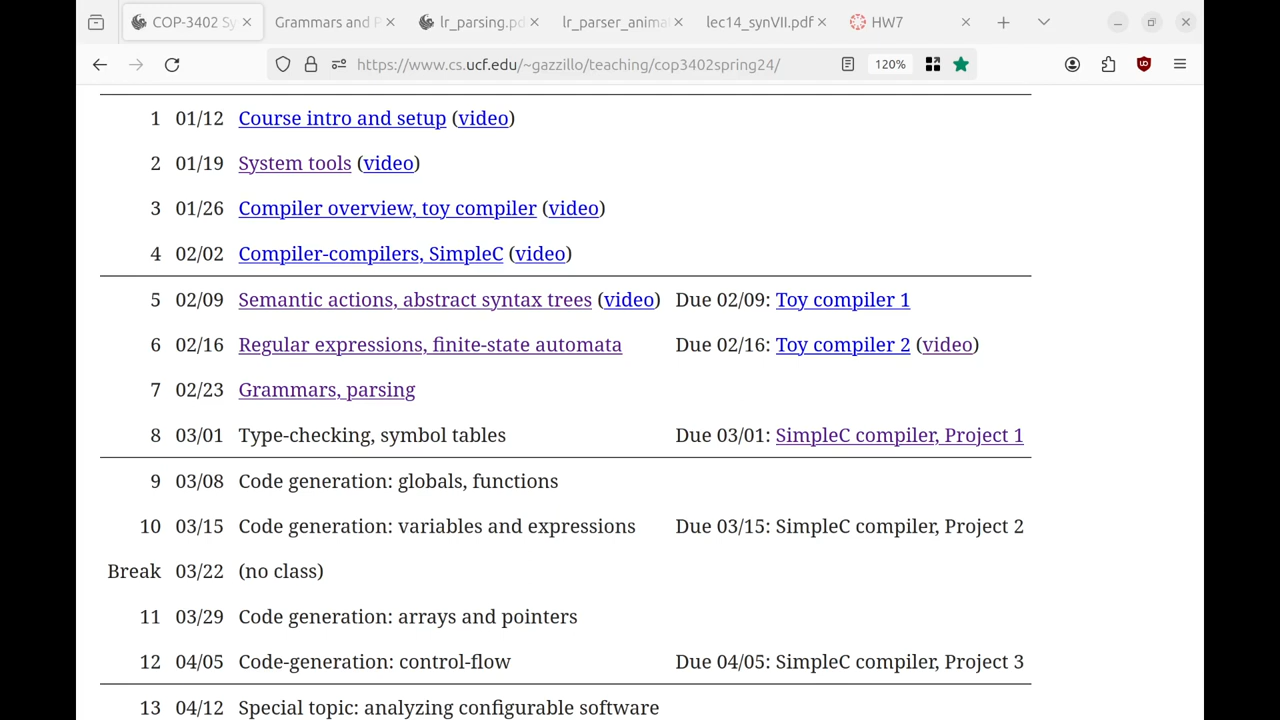 COP-3402 Sy
Grammars and P
lr_parsing.pd
lr_parser_anima
lec14_synVII.pdf
HW7
https://www.cs.ucf.edu/~gazzillo/teaching/cop3402spring24/
120%
1 01/12 Course intro and setup (video)
2 01/19 System tools (video)
3 01/26 Compiler overview, toy compiler (video)
4 02/02 Compiler-compilers, SimpleC (video)
5 02/09 Semantic actions, abstract syntax trees (video) Due 02/09: Toy compiler 1
6 02/16 Regular expressions, finite-state automata Due 02/16: Toy compiler 2 (video)
7 02/23 Grammars, parsing
8 03/01 Type-checking, symbol tables Due 03/01: SimpleC compiler, Project 1
9 03/08 Code generation: globals, functions
10 03/15 Code generation: variables and expressions Due 03/15: SimpleC compiler, Project 2
Break 03/22 (no class)
11 03/29 Code generation: arrays and pointers
12 04/05 Code-generation: control-flow Due 04/05: SimpleC compiler, Project 3
13 04/12 Special topic: analyzing configurable software